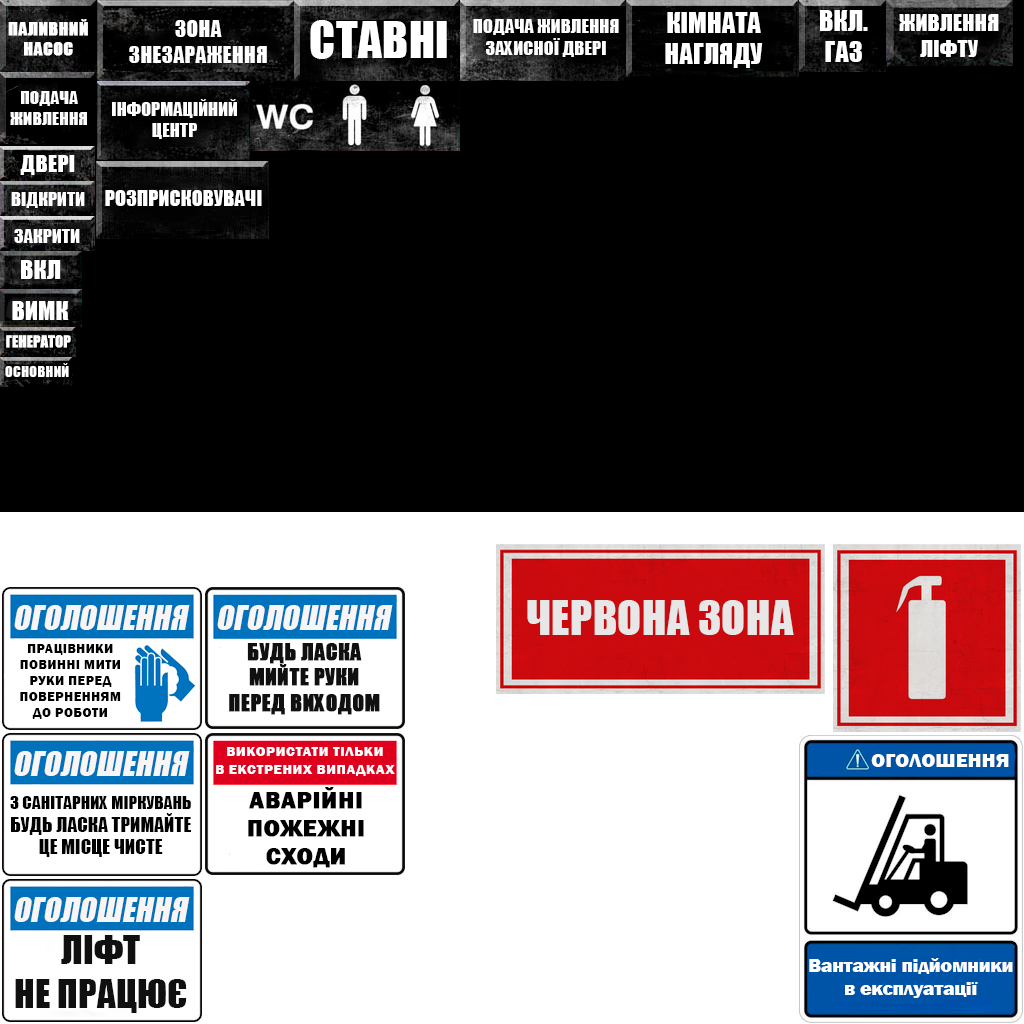 ПАЛИВНИЙ
НАСОС
ЗОНА
ЗНЕЗАРАЖЕННЯ
СТАВНІ
ПОДАЧА ЖИВЛЕННЯ
ЗАХИСНОЇ ДВЕРІ
КІМНАТА
НАГЛЯДУ
ВКЛ.
ГАЗ
ЖИВЛЕННЯ
ЛІФТУ
ПОДАЧА
ЖИВЛЕННЯ
ІНФОРМАЦІЙНИЙ
ЦЕНТР
WC
ДВЕРІ
ВІДКРИТИ
РОЗПРИСКОВУВАЧІ
ЗАКРИТИ
ВКЛ
ВИМК
ГЕНЕРАТОР
ОСНОВНИЙ
ЧЕРВОНА ЗОНА
ОГОЛОШЕННЯ
ПРАЦІВНИКИ
ПОВИННІ МИТИ
РУКИ ПЕРЕД
ПОВЕРНЕННЯМ
ДО РОБОТИ
ОГОЛОШЕННЯ
БУДЬ ЛАСКА
МИЙТЕ РУКИ
ПЕРЕД ВИХОДОМ
ОГОЛОШЕННЯ
З САНІТАРНИХ МІРКУВАНЬ
БУДЬ ЛАСКА ТРИМАЙТЕ
ЦЕ МІСЦЕ ЧИСТЕ
ВИКОРИСТАТИ ТІЛЬКИ
В ЕКСТРЕНИХ ВИПАДКАХ
АВАРІЙНІ
ПОЖЕЖНІ
СХОДИ
ОГОЛОШЕННЯ
ЛІФТ
НЕ ПРАЦЮЄ
ОГОЛОШЕННЯ
Вантажні підйомники
в експлуатації